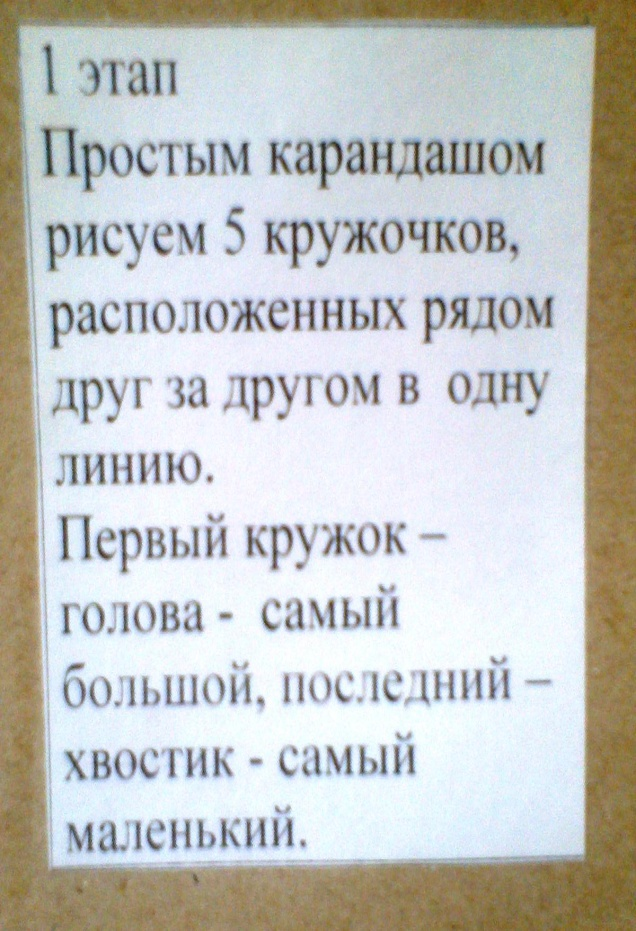 1 этап
Простым карандашом
рисуем 5 кружочков,
расположенных рядом
друг за другом в  одну
линию.
Первый кружок –
голова -  самый
большой, последний –
хвостик - самый
маленький.